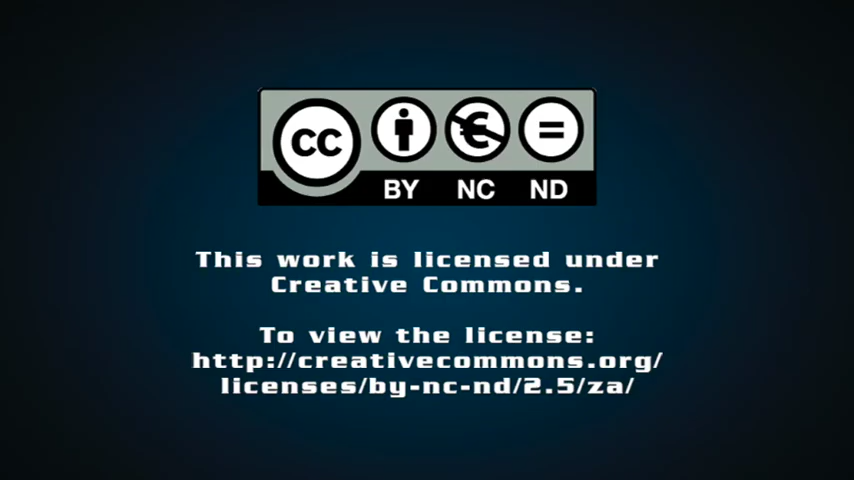 CC
BY NC ND
This work is licensed under
Creative Commons.
To view the license:
http://creativecommons.org/
licenses/by-nc-nd/2.5/za/